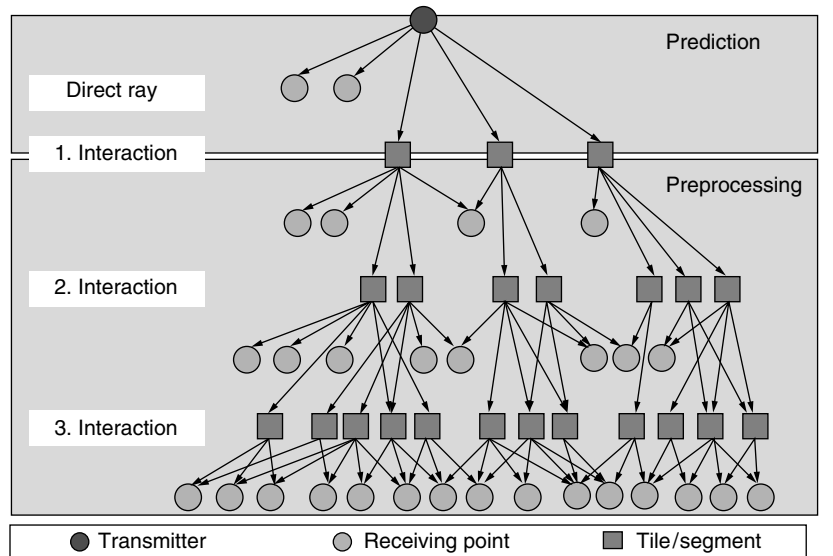 Prediction
Direct ray
1. Interaction
Preprocessing
2. Interaction
3. Interaction
Transmitter
Receiving point
Tile/segment